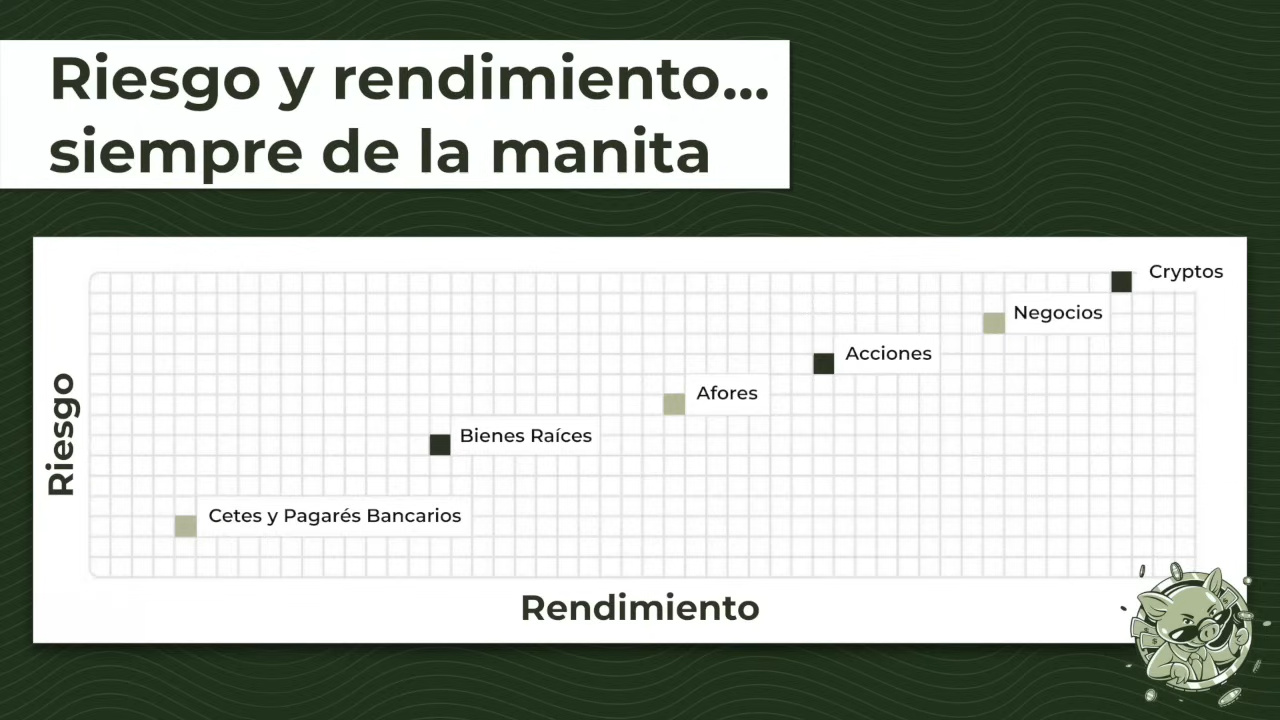 Riesgo y rendimiento...
siempre de la manita
Cryptos
Negocios
Acciones
Afores
Bienes Raíces
Cetes y Pagarés Bancarios
Riesgo
Rendimiento